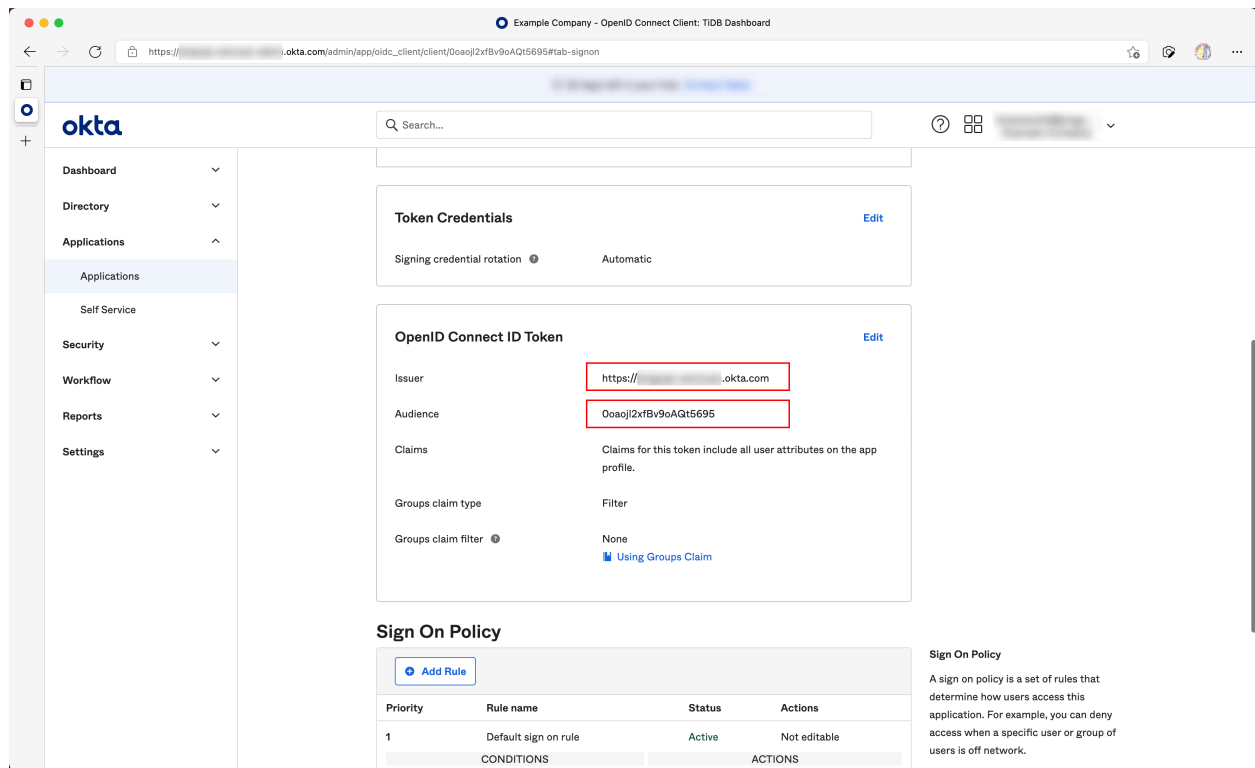 Example Company - OpenID Connect Client: TiDB Dashboard
https:// .okta.com/admin/app/oidc_client/client/0oaojl2xfBv9oAQt5695#tab-signon
okta
Search...
Dashboard
Directory
Applications
Applications
Self Service
Security
Workflow
Reports
Settings
Token Credentials Edit
Signing credential rotation Automatic
OpenID Connect ID Token Edit
Issuer https:// .okta.com
Audience 0oaojl2xfBv9oAQt5695
Claims Claims for this token include all user attributes on the app
profile.
Groups claim type Filter
Groups claim filter None
Using Groups Claim
Sign On Policy
Add Rule
Priority Rule name Status Actions
1 Default sign on rule Active Not editable
CONDITIONS ACTIONS
Sign On Policy
A sign on policy is a set of rules that
determine how users access this
application. For example, you can deny
access when a specific user or group of
users is off network.